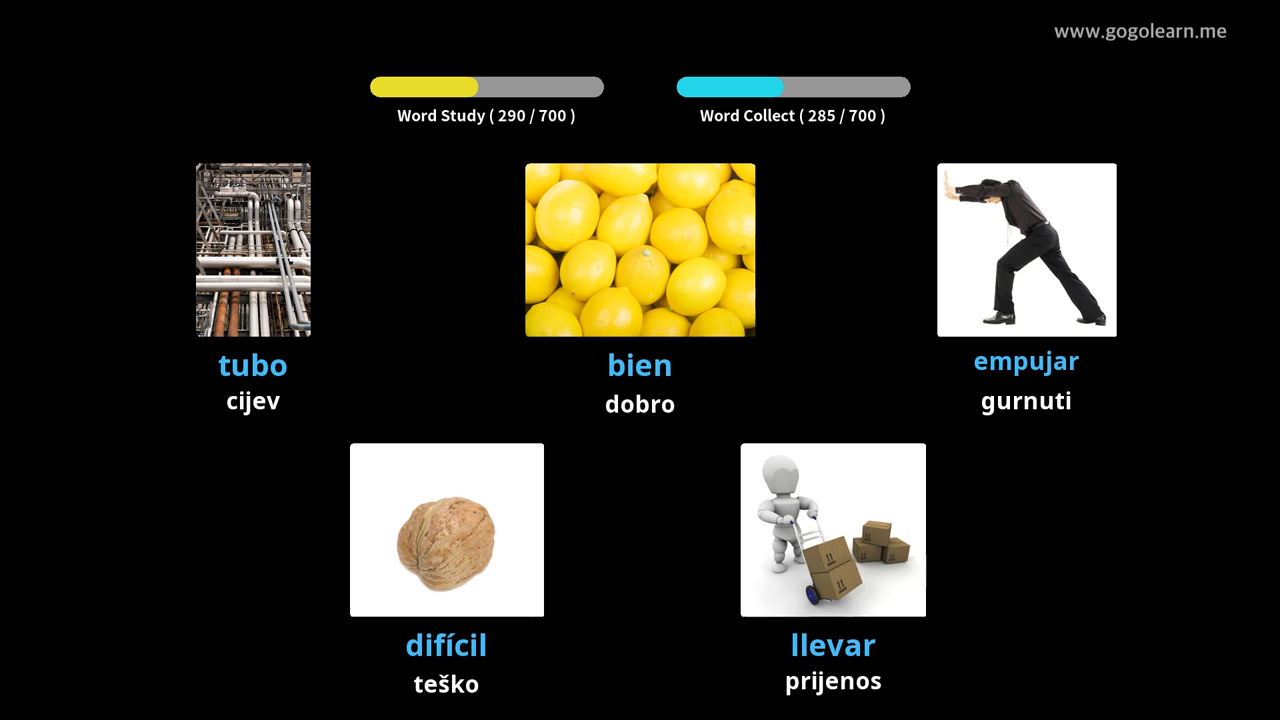 www.gogolearn.me
Word Study ( 290 / 700 )
Word Collect ( 285 / 700 )
tubo
cijev
bien
dobro
empujar
gurnuti
difícil
teško
llevar
prijenos